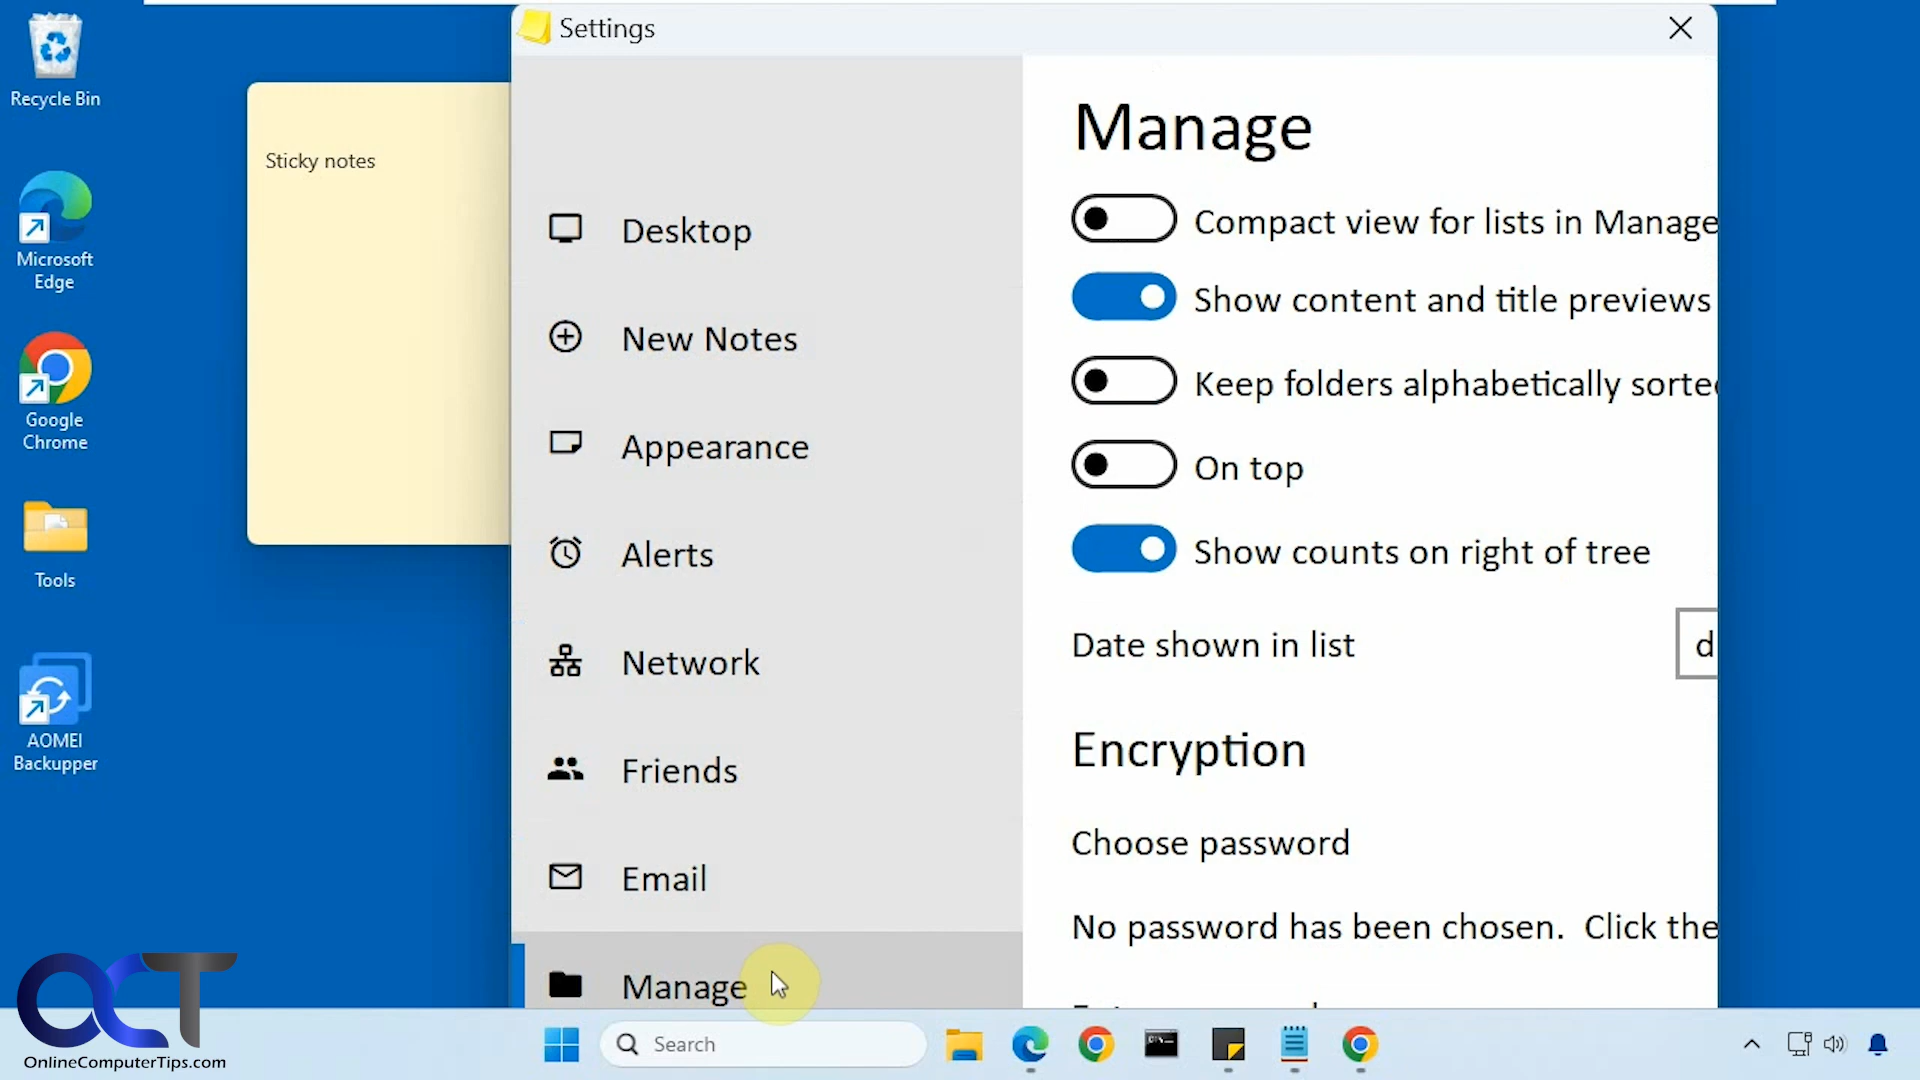 Recycle Bin
Microsoft
Edge
Google
Chrome
Tools
AOMEI
Backupper
OCT
OnlineComputerTips.com
Sticky notes
Settings
Desktop
New Notes
Appearance
Alerts
Network
Friends
Email
Manage
Manage
Compact view for lists in Manage
Show content and title previews
Keep folders alphabetically sorted
On top
Show counts on right of tree
Date shown in list
d
Encryption
Choose password
No password has been chosen. Click the
Search